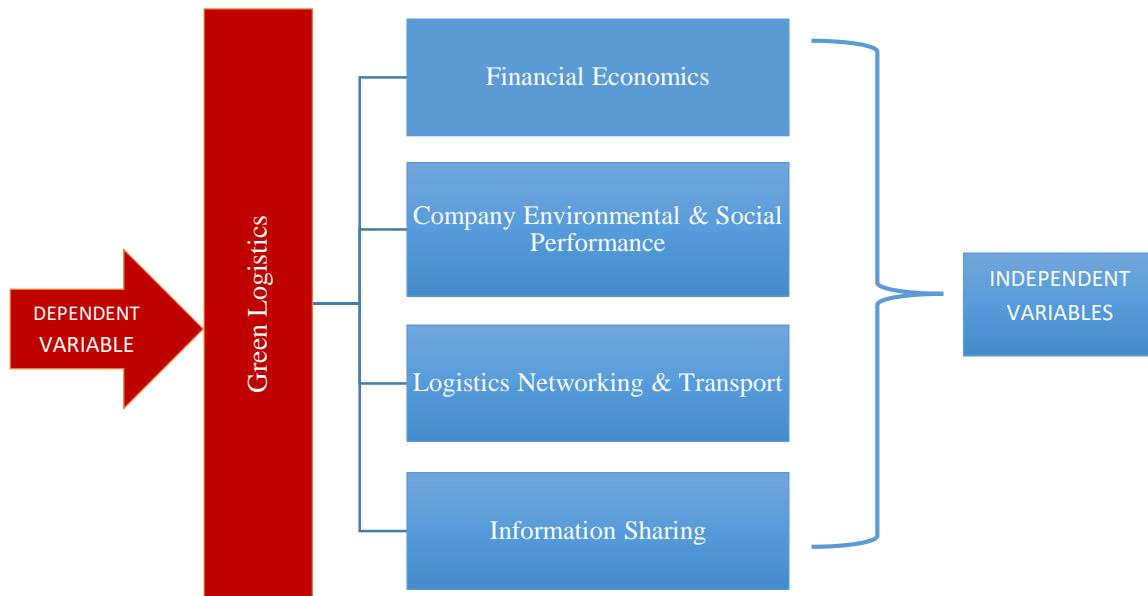 DEPENDENT
VARIABLE
Green Logistics
Financial Economics
Company Environmental & Social
Performance
Logistics Networking & Transport
Information Sharing
INDEPENDENT
VARIABLES